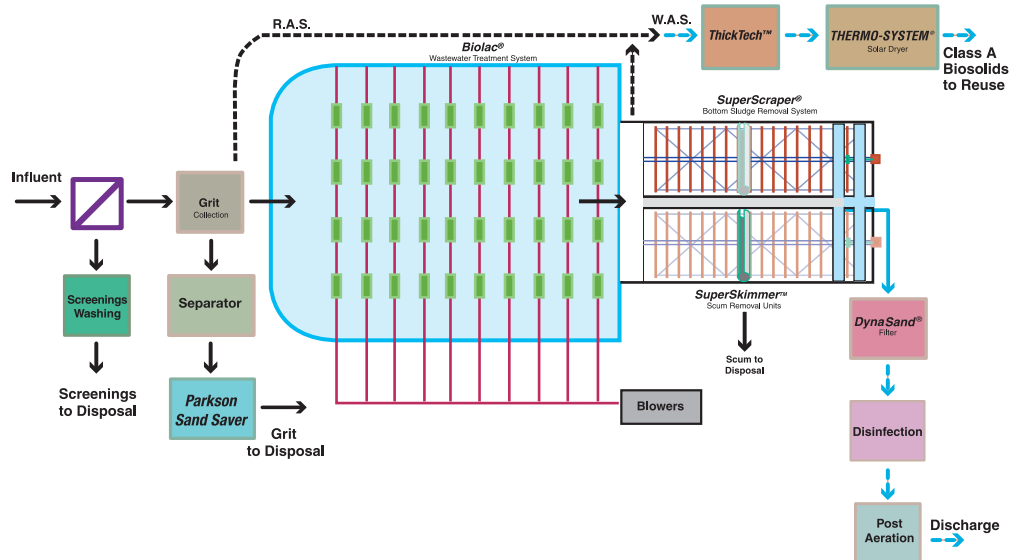 R.A.S.
W.A.S.
ThickTech™
THERMO-SYSTEM®
Solar Dryer
Class A
Biosolids
to Reuse
Biolac®
Wastewater Treatment System
SuperScraper®
Bottom Sludge Removal System
Influent
Grit
Collection
Screenings
Washing
Separator
SuperSkimmer™
Scum Removal Units
DynaSand®
Filter
Scum to
Disposal
Screenings
to Disposal
Parkson
Sand Saver
Grit
to Disposal
Blowers
Disinfection
Post
Aeration
Discharge